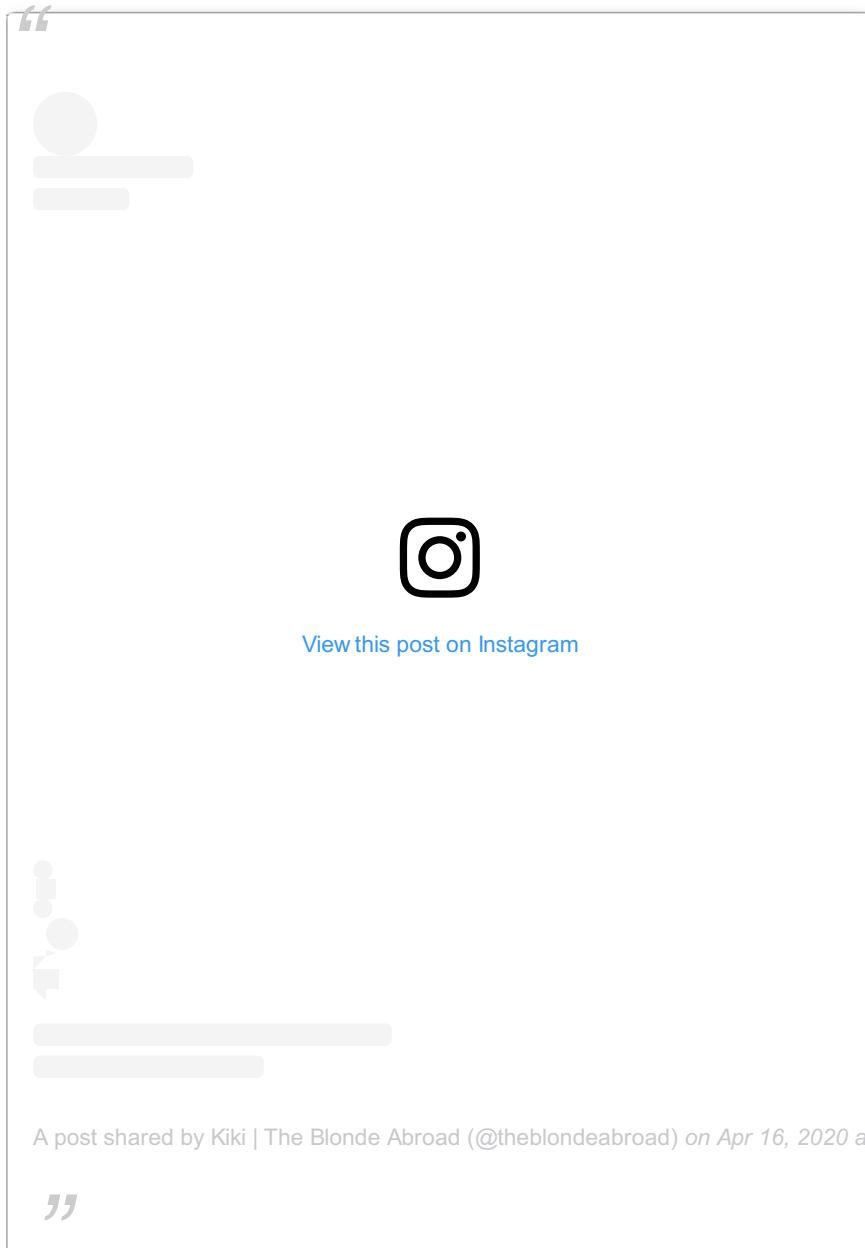 “
View this post on Instagram
A post shared by Kiki | The Blonde Abroad (@theblondeabroad) on Apr 16, 2020 a
”